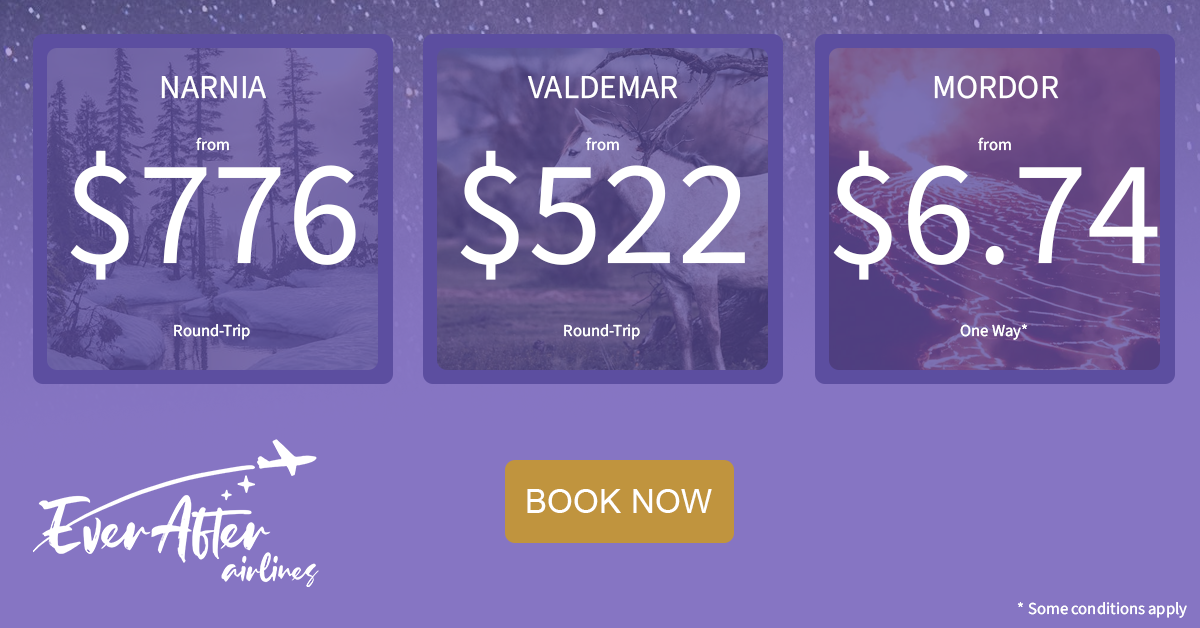 NARNIA
from
$776
Round-Trip
VALDEMAR
from
$522
Round-Trip
MORDOR
from
$6.74
One Way*
EverAfter
airlines
BOOK NOW
* Some conditions apply